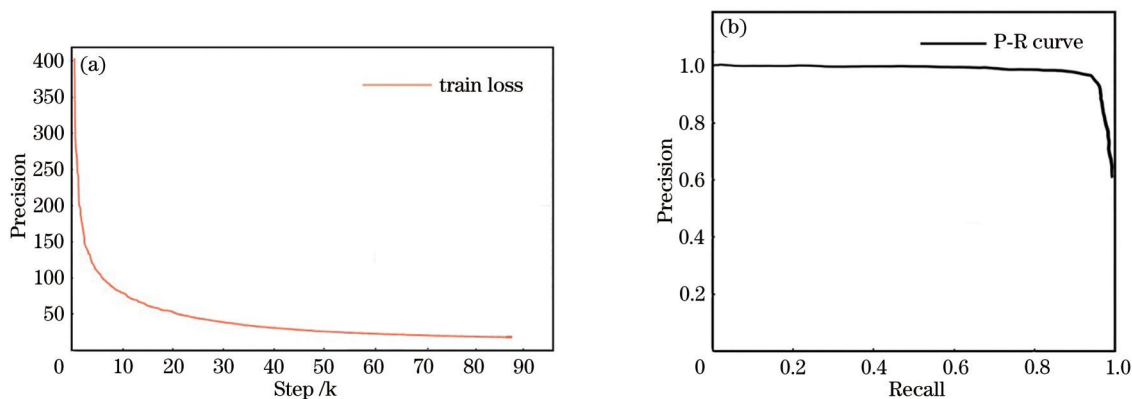 (a)
train loss
400
350
300
250
200
150
100
50
0
10 20 30 40 50 60 70 80 90
Precision
Step /k
(b)
P-R curve
1.0
0.8
0.6
0.4
0.2
0
0.2 0.4 0.6 0.8 1.0
Precision
Recall